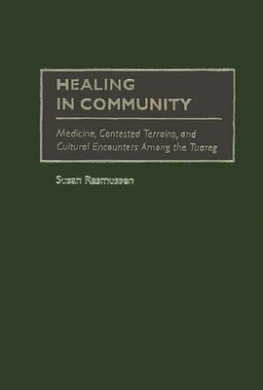 HEALING
IN COMMUNITY
Medicine, Contested Terrains, and
Cultural Encounters Among the Tuareg
Susan Rasmussen